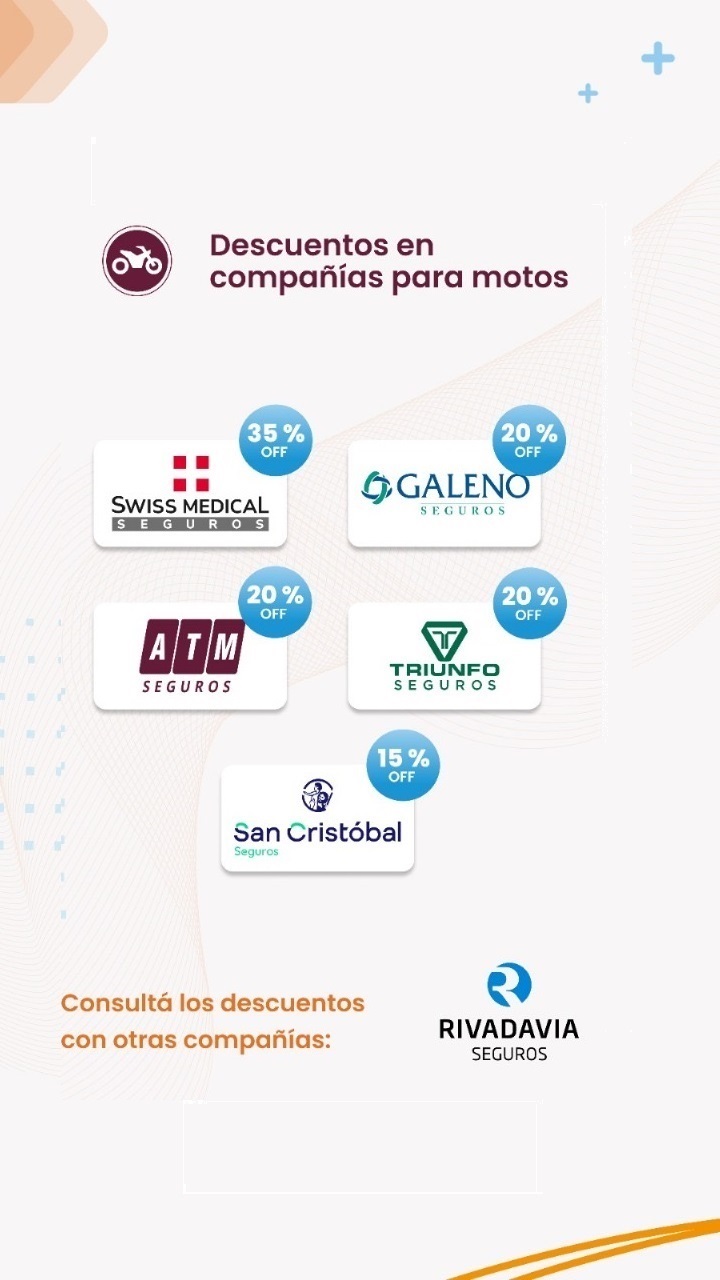 Descuentos en
compañías para motos
35 %
OFF
SWISS MEDICAL
SEGUROS
20 %
OFF
GALENO
SEGUROS
20 %
OFF
ATM
SEGUROS
20 %
OFF
TRIUNFO
SEGUROS
15 %
OFF
San Cristóbal
Seguros
Consultá los descuentos
con otras compañías:
RIVADAVIA
SEGUROS